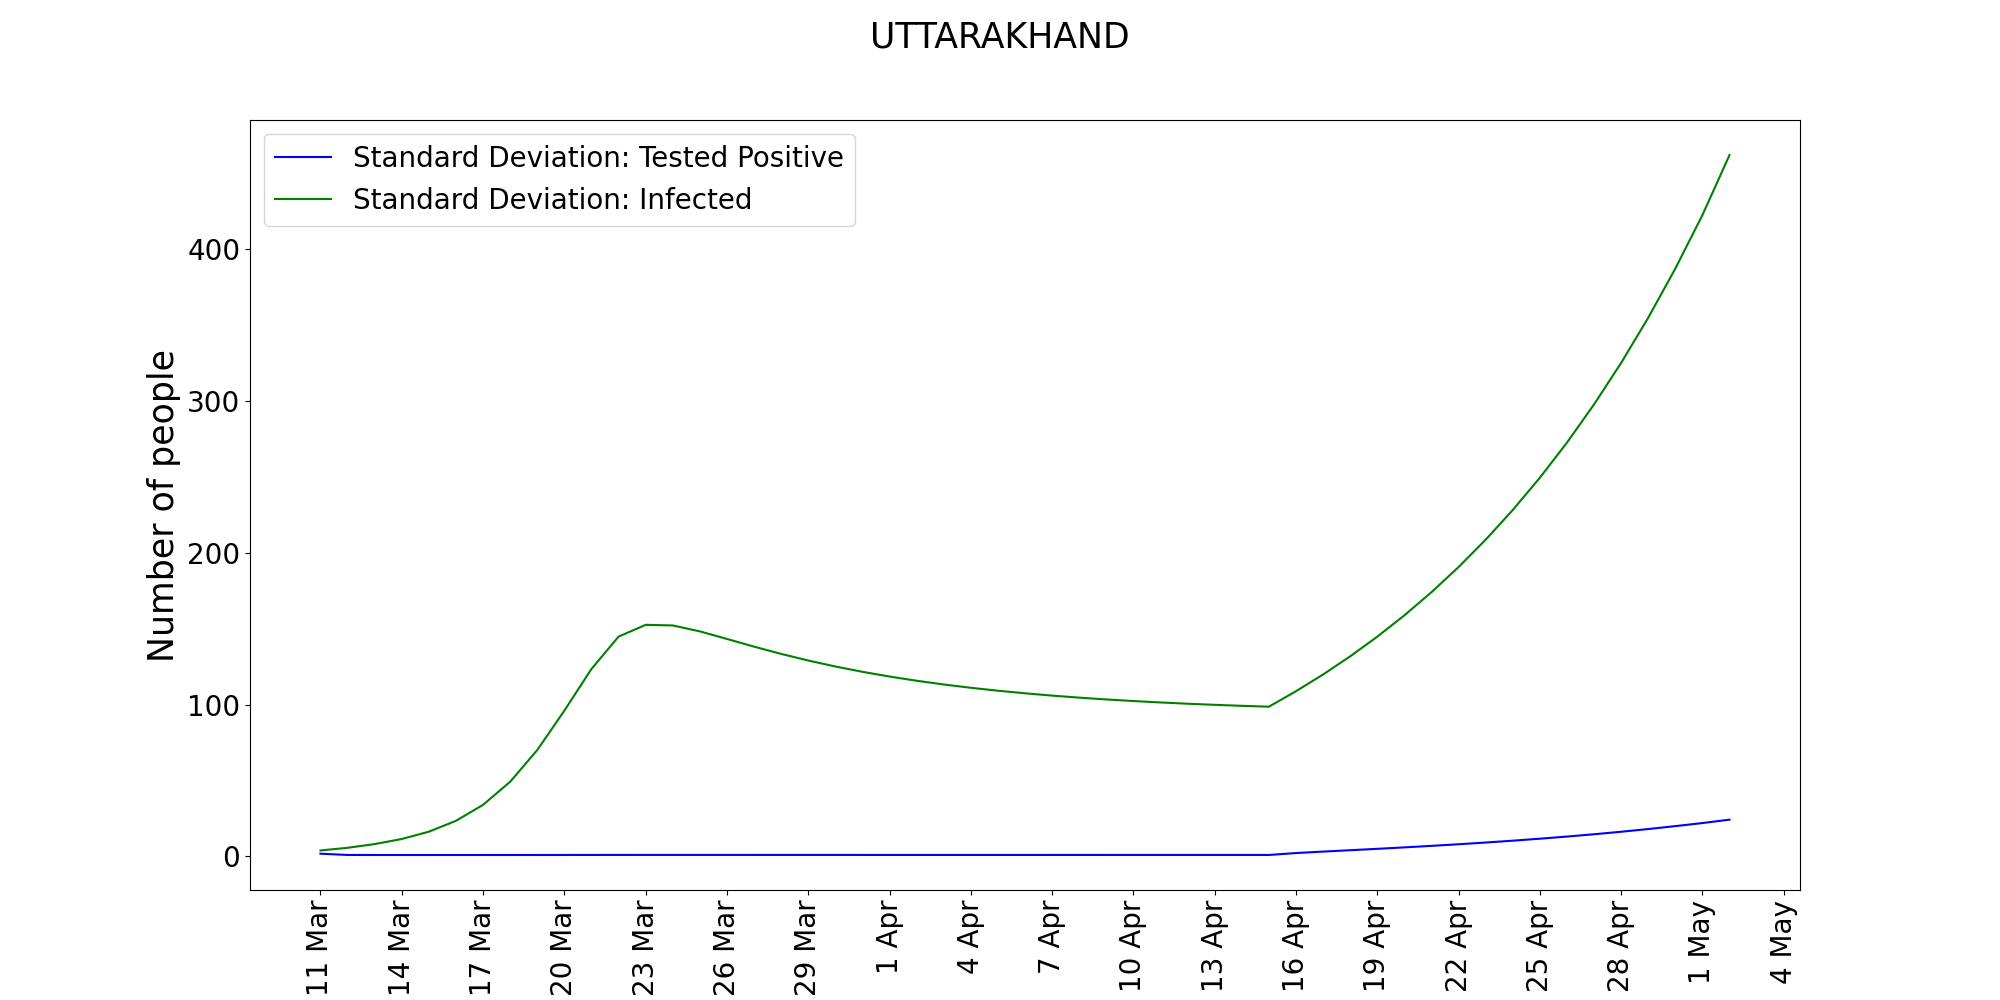 UTTARAKHAND
Standard Deviation: Tested Positive
Standard Deviation: Infected
Number of people
400
300
200
100
0
11 Mar
14 Mar
17 Mar
20 Mar
23 Mar
26 Mar
29 Mar
1 Apr
4 Apr
7 Apr
10 Apr
13 Apr
16 Apr
19 Apr
22 Apr
25 Apr
28 Apr
1 May
4 May